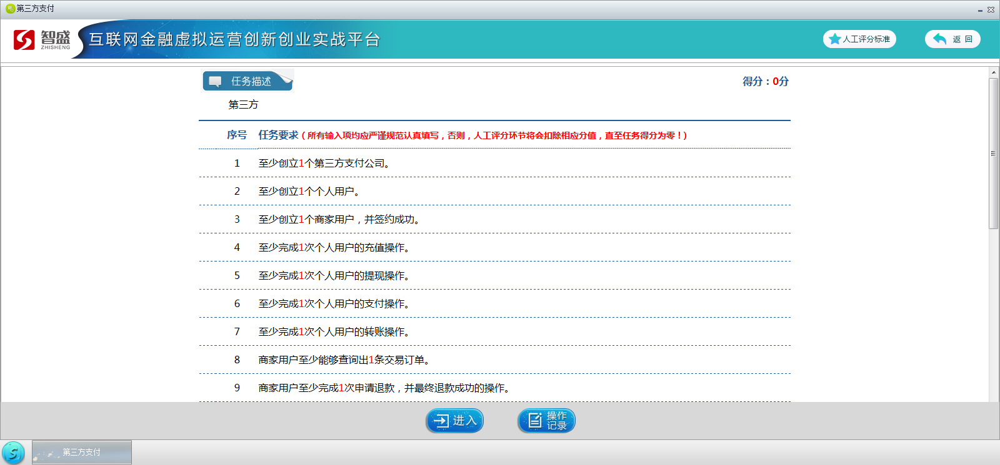 第三方支付
智盛
ZHISHENG
互联网金融虚拟运营创新创业实战平台
人工评分标准
返 回
任务描述
得分：0分
第三方
序号 任务要求（所有输入项均应严谨规范认真填写，否则，人工评分环节将会扣除相应分值，直至任务得分为零！）
1 至少创立1个第三方支付公司。
2 至少创立1个个人用户。
3 至少创立1个商家用户，并签约成功。
4 至少完成1次个人用户的充值操作。
5 至少完成1次个人用户的提现操作。
6 至少完成1次个人用户的支付操作。
7 至少完成1次个人用户的转账操作。
8 商家用户至少能够查询出1条交易订单。
9 商家用户至少完成1次申请退款，并最终退款成功的操作。
进入
操作
记录
第三方支付